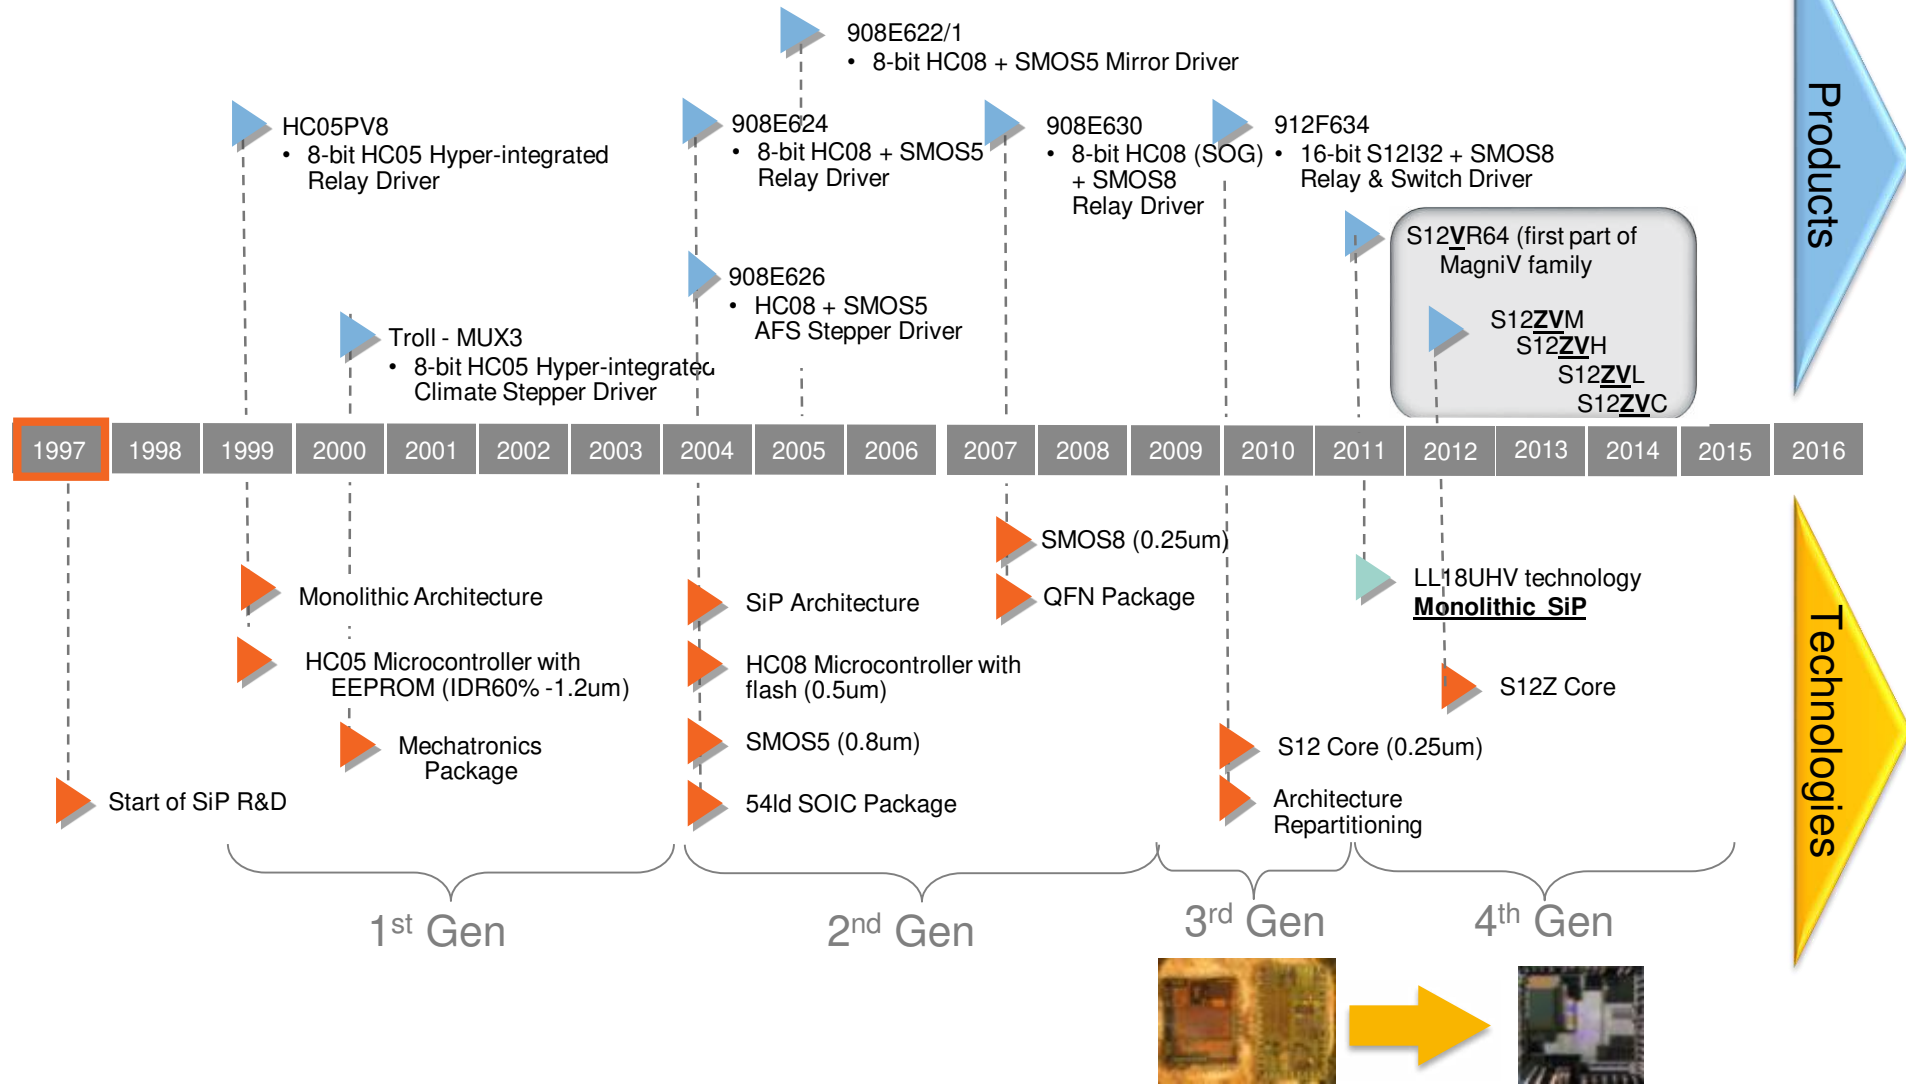 908E622/1
• 8-bit HC08 + SMOS5 Mirror Driver
HC05PV8
• 8-bit HC05 Hyper-integrated
Relay Driver
908E624
• 8-bit HC08 + SMOS5
Relay Driver
908E630
• 8-bit HC08 (SOG)
+ SMOS8
Relay Driver
912F634
• 16-bit S12I32 + SMOS8
Relay & Switch Driver
S12VR64 (first part of
MagniV family
S12ZVM
S12ZVH
S12ZVL
S12ZVC
908E626
• HC08 + SMOS5
AFS Stepper Driver
Troll - MUX3
• 8-bit HC05 Hyper-integrated
Climate Stepper Driver
Products
1997 1998 1999 2000 2001 2002 2003 2004 2005 2006 2007 2008 2009 2010 2011 2012 2013 2014 2015 2016
Start of SiP R&D
Monolithic Architecture
HC05 Microcontroller with
EEPROM (IDR60% -1.2um)
Mechatronics
Package
SiP Architecture
HC08 Microcontroller with
flash (0.5um)
SMOS5 (0.8um)
54ld SOIC Package
SMOS8 (0.25um)
QFN Package
S12 Core (0.25um)
Architecture
Repartitioning
LL18UHV technology
Monolithic SiP
S12Z Core
Technologies
1st Gen
2nd Gen
3rd Gen
4th Gen